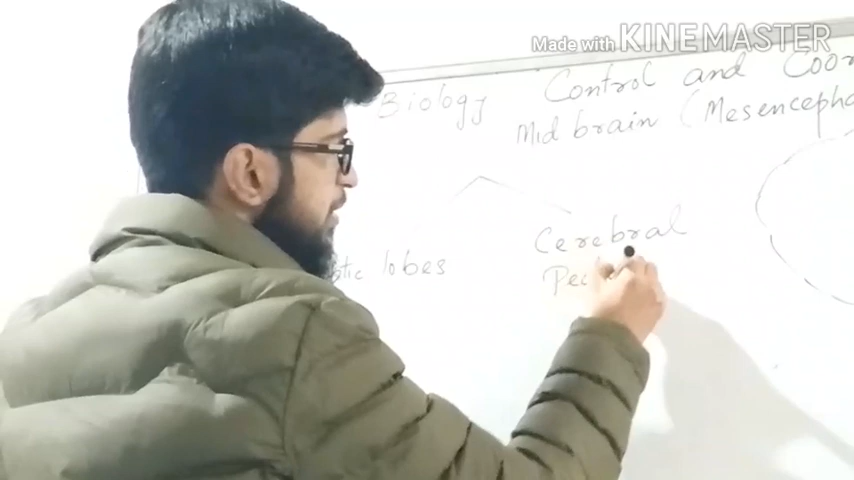 Made with KINEMASTER
Biology Control and Coor
Mid brain (Mesencepha
Cerebral
lobes